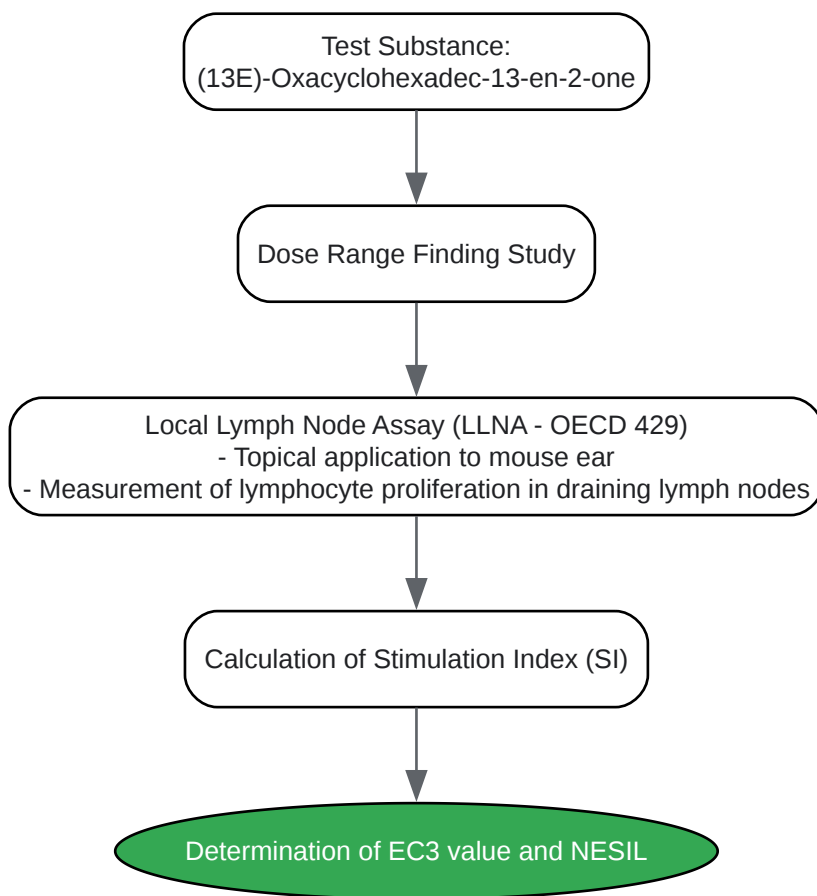 Test Substance:
(13E)-Oxacyclohexadec-13-en-2-one
Dose Range Finding Study
Local Lymph Node Assay (LLNA - OECD 429)
- Topical application to mouse ear
- Measurement of lymphocyte proliferation in draining lymph nodes
Calculation of Stimulation Index (SI)
Determination of EC3 value and NESIL